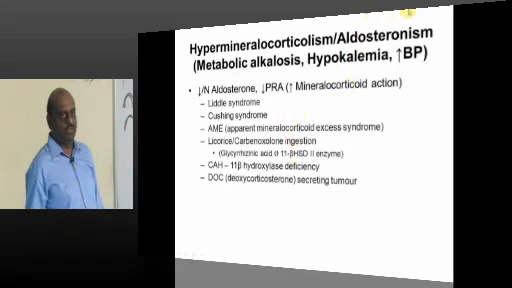 Hypermineralocorticolism/Aldosteronism
(Metabolic alkalosis, Hypokalemia, ↑BP)
• ↓/N Aldosterone, ↓PRA (↑ Mineralocorticoid action)
– Liddle syndrome
– Cushing syndrome
– AME (apparent mineralocorticoid excess syndrome)
– Licorice/Carbenoxolone ingestion
• (Glycyrrhizinic acid Θ 11-βHSD II enzyme)
– CAH – 11β hydroxylase deficiency
– DOC (deoxycorticosterone) secreting tumour